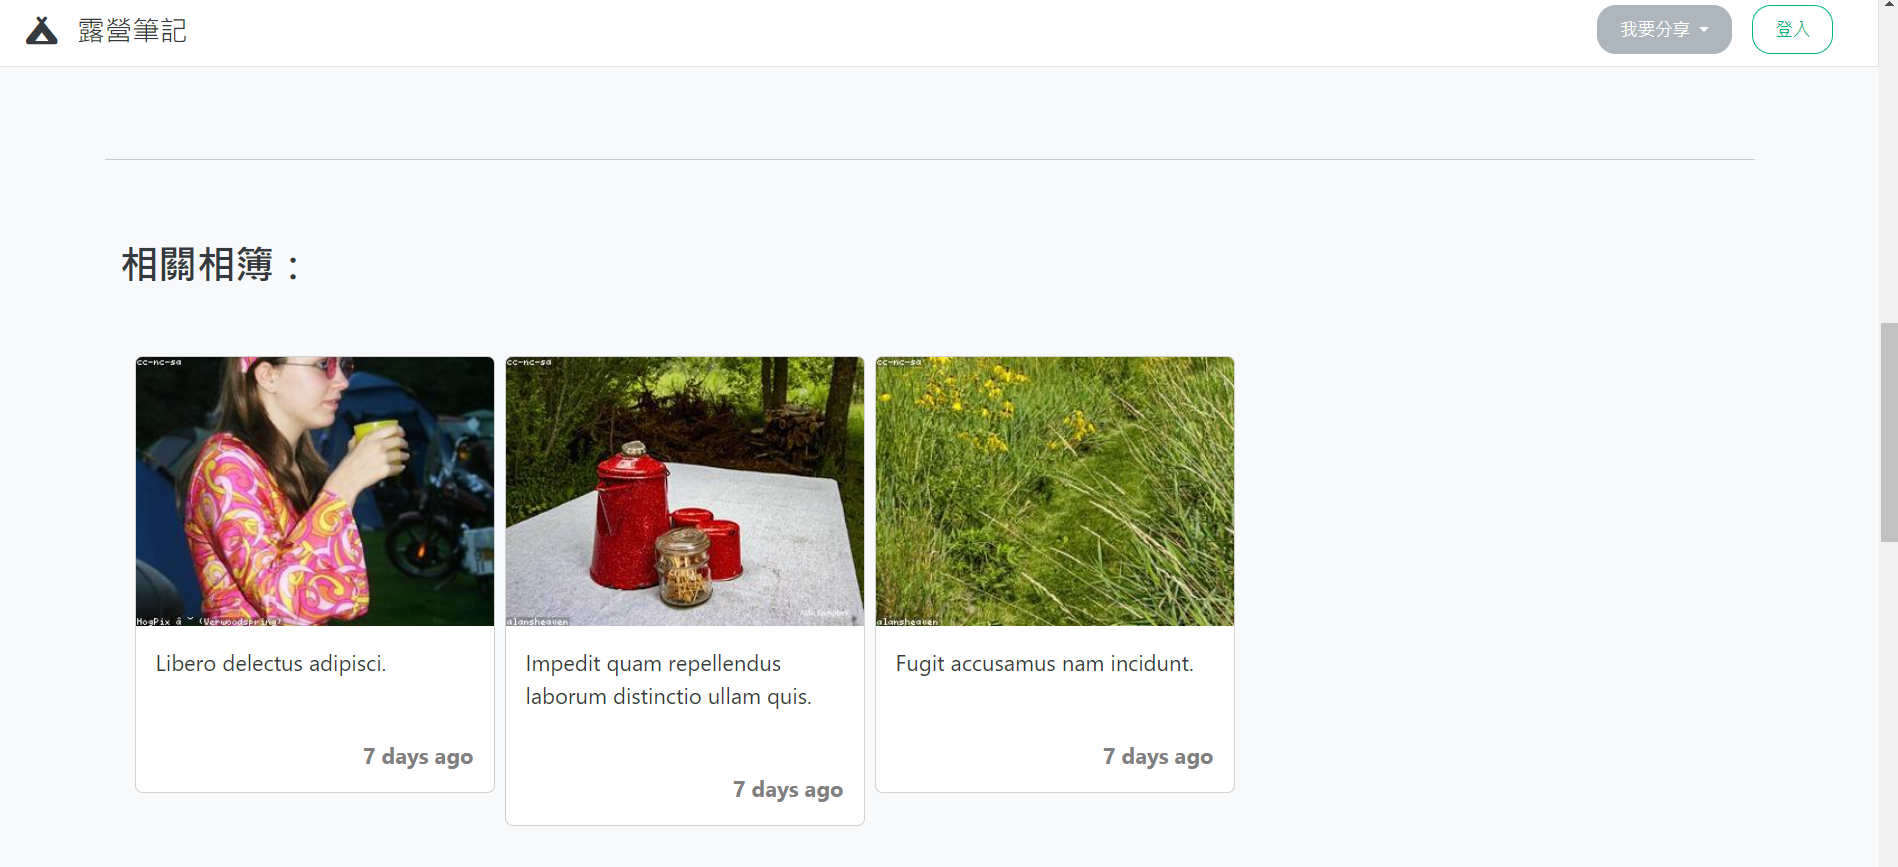 露營筆記
我要分享
登入
相關相簿：
cc-nc-sa
cc-nc-sa
cc-nc-sa
HogPix â ˘ (Verwoodspring)
alansheaven
Alan Campbell
alansheaven
Libero delectus adipisci.
7 days ago
Impedit quam repellendus
laborum distinctio ullam quis.
7 days ago
Fugit accusamus nam incidunt.
7 days ago